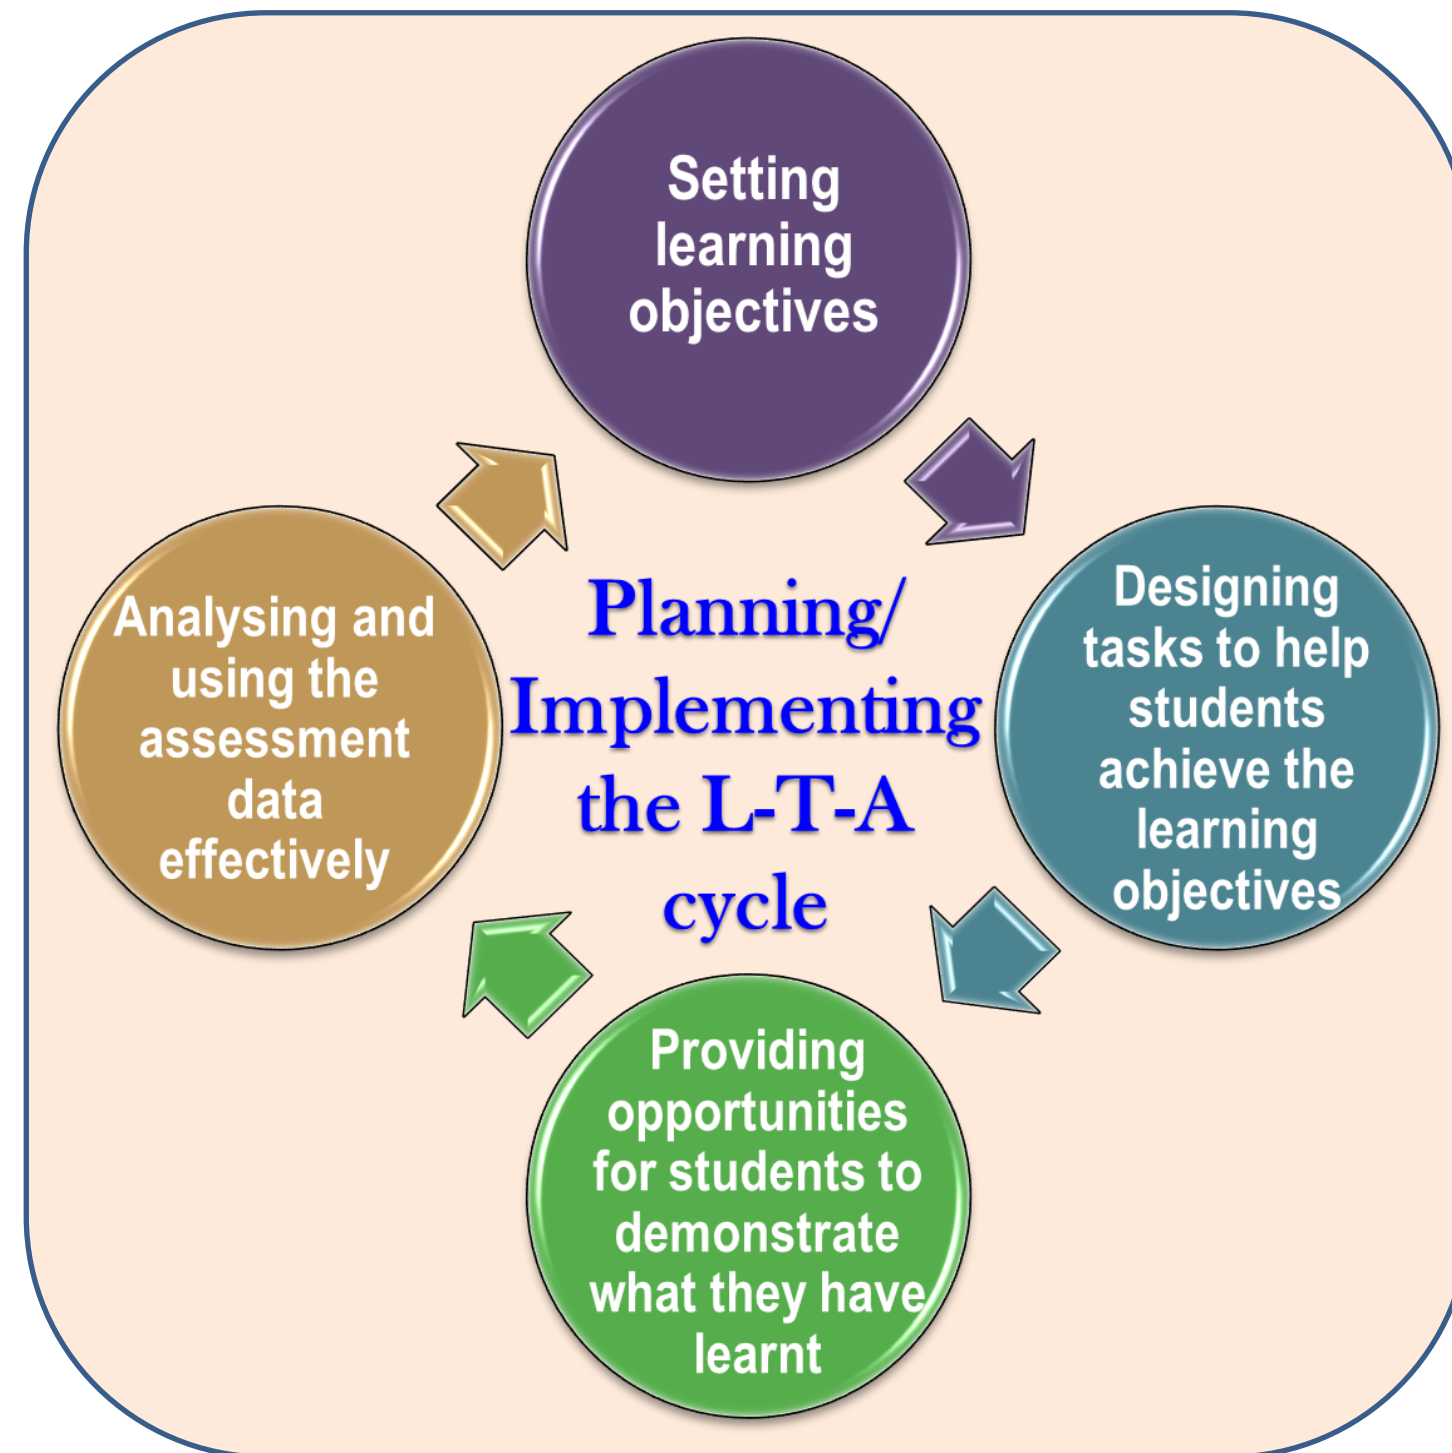 Setting
learning
objectives
Designing
tasks to help
students
achieve the
learning
objectives
Providing
opportunities
for students to
demonstrate
what they have
learnt
Analysing and
using the
assessment
data
effectively
Planning/
Implementing
the L-T-A
cycle